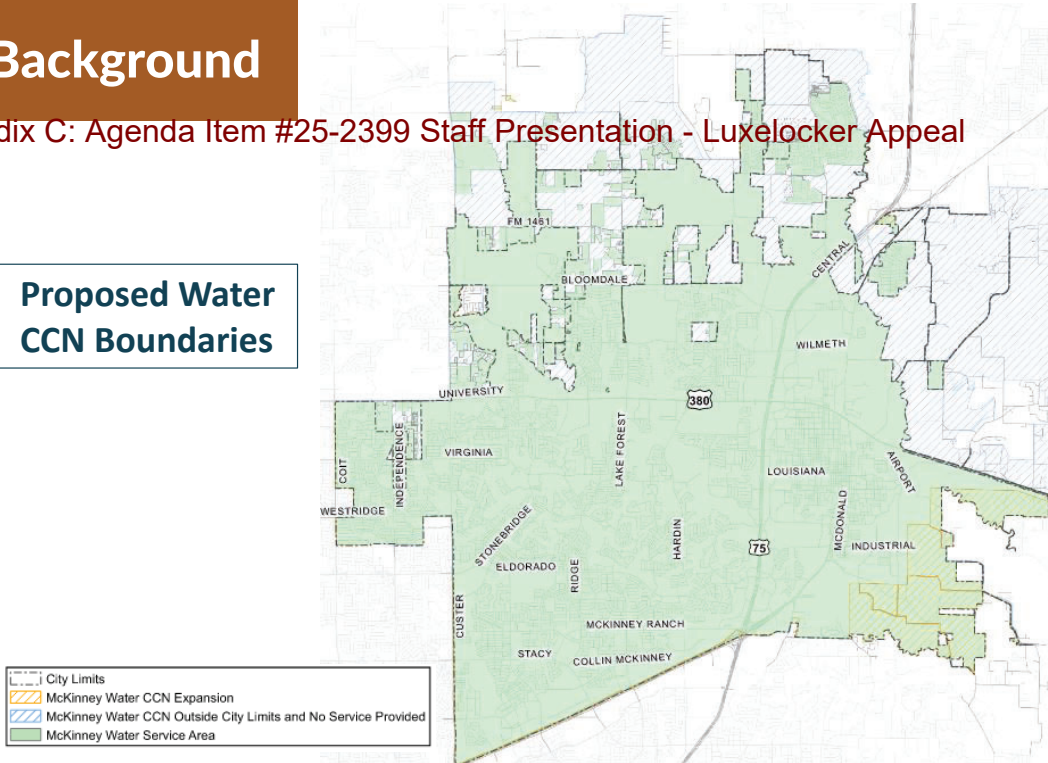 Background
dix C: Agenda Item #25-2399 Staff Presentation - Luxelocker Appeal
Proposed Water
CCN Boundaries
FM 1461
BLOOMDALE
CENTRAL
WILMETH
UNIVERSITY
380
COIT
INDEPENDENCE
VIRGINIA
LAKE FOREST
LOUISIANA
AIRPORT
WESTRIDGE
STONEBRIDGE
HARDIN
MCDONALD
75
INDUSTRIAL
ELDORADO
RIDGE
CUSTER
MCKINNEY RANCH
STACY
COLLIN MCKINNEY
City Limits
McKinney Water CCN Expansion
McKinney Water CCN Outside City Limits and No Service Provided
McKinney Water Service Area